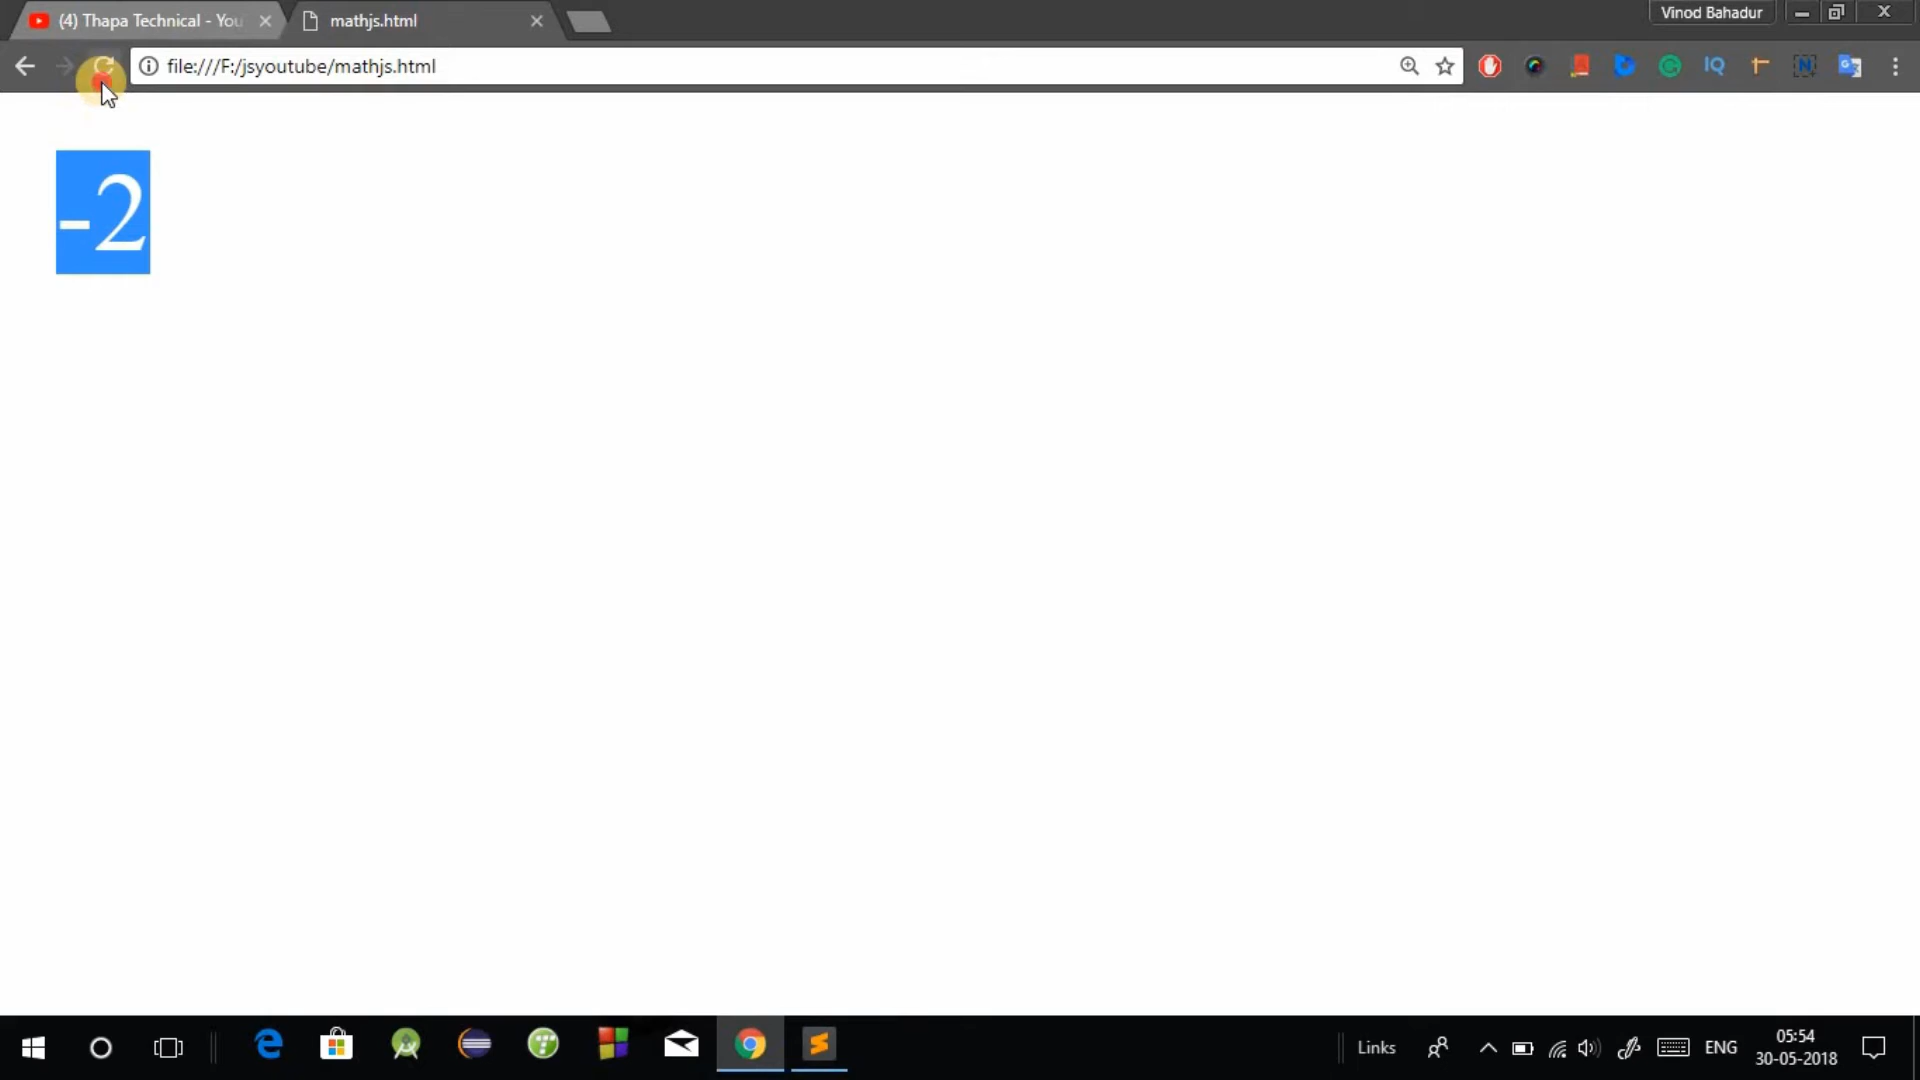 (4) Thapa Technical - You
mathjs.html
Vinod Bahadur
file:///F:/jsyoutube/mathjs.html
IQ
N
G
-2
Links
ENG
05:54
30-05-2018